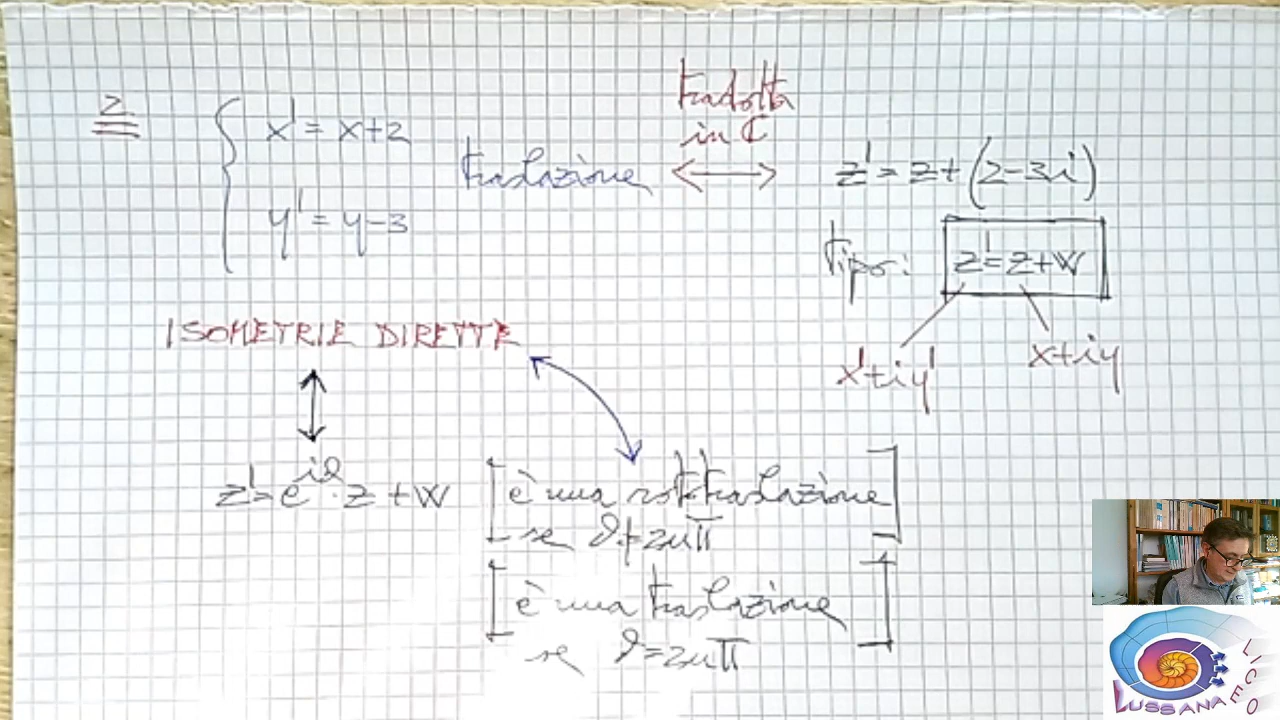 2
x' = x+2
y' = y-3
traslazione
tradotta
in ℂ
z' = z+(2-3i)
tipo: z' = z+w
x'+iy'
x+iy
ISOMETRIE DIRETTE
z' = e^{iϑ}·z+w
è una rototraslazione
se ϑ≠2nπ
è una traslazione
se ϑ=2nπ
LICEO
LUSSANA